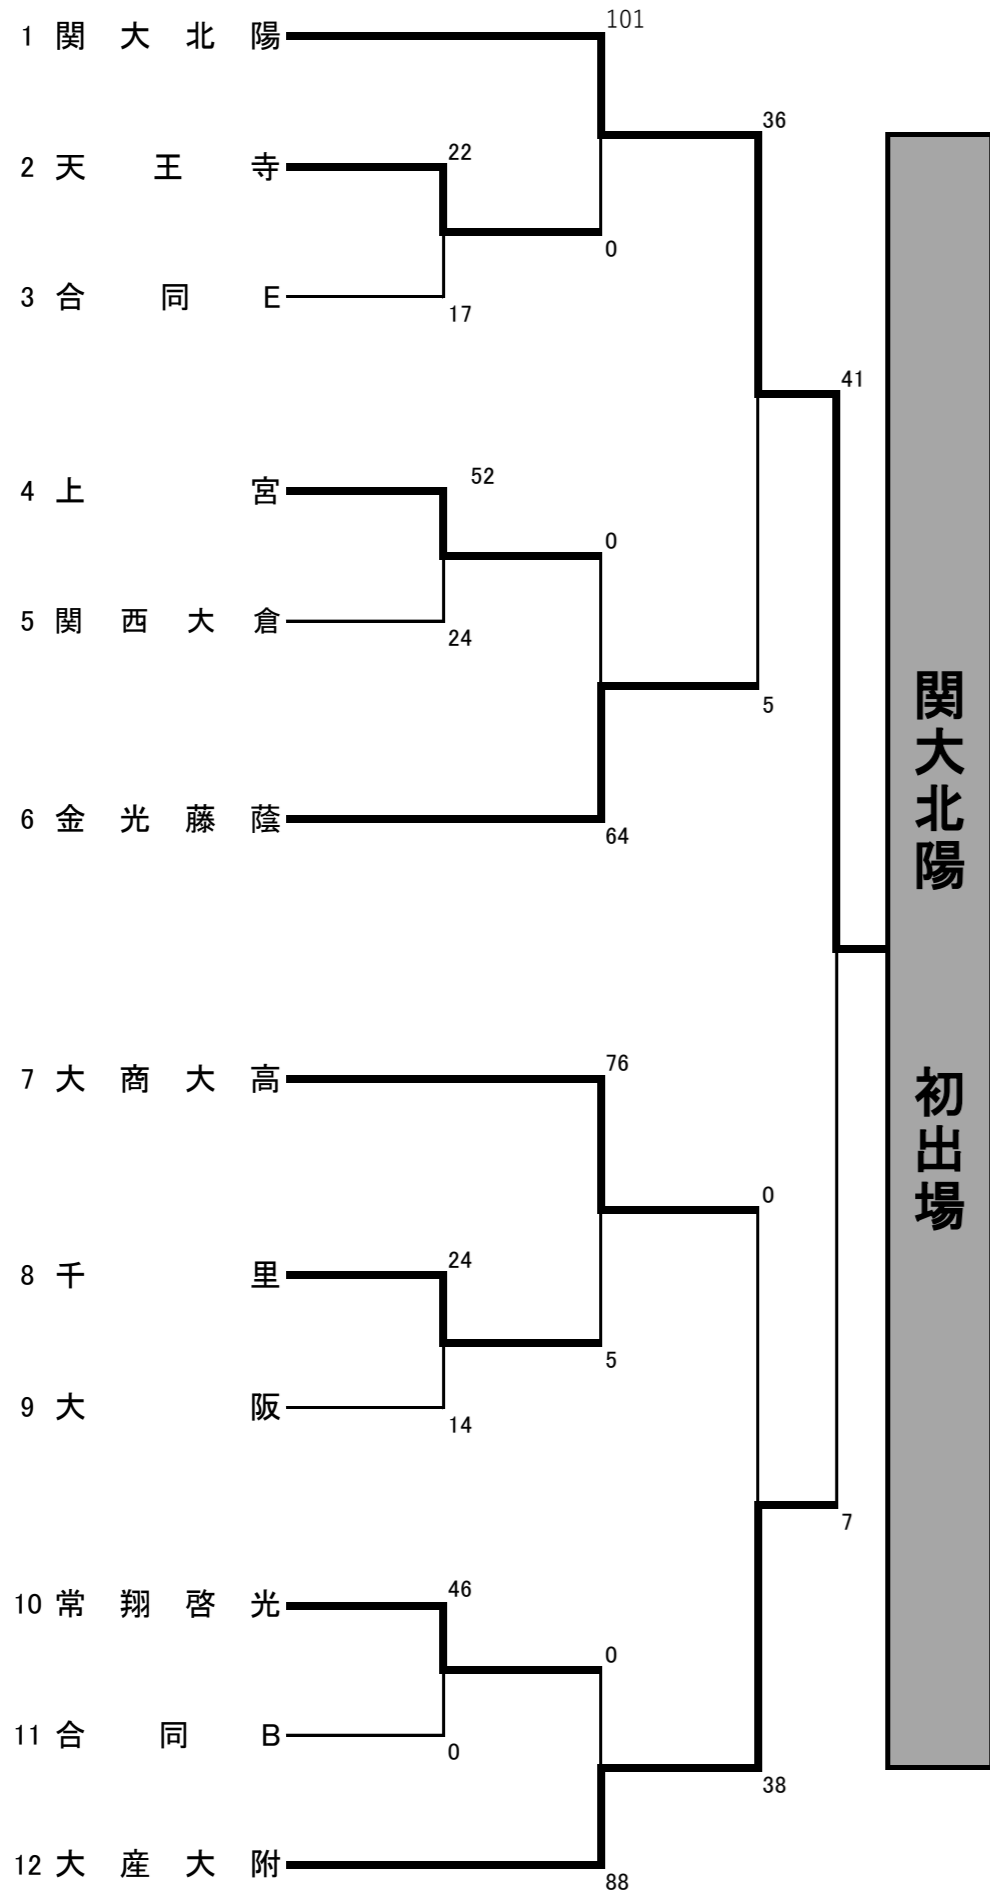 1 関大北陽
101
36
2 天王寺
22
0
3 合同E
17
41
4 上宮
52
0
5 関西大倉
24
5
6 金光藤蔭
64
関大北陽 初出場
7 大商大高
76
0
8 千里
24
5
9 大阪
14
7
10 常翔啓光
46
0
11 合同B
0
38
12 大産大附
88